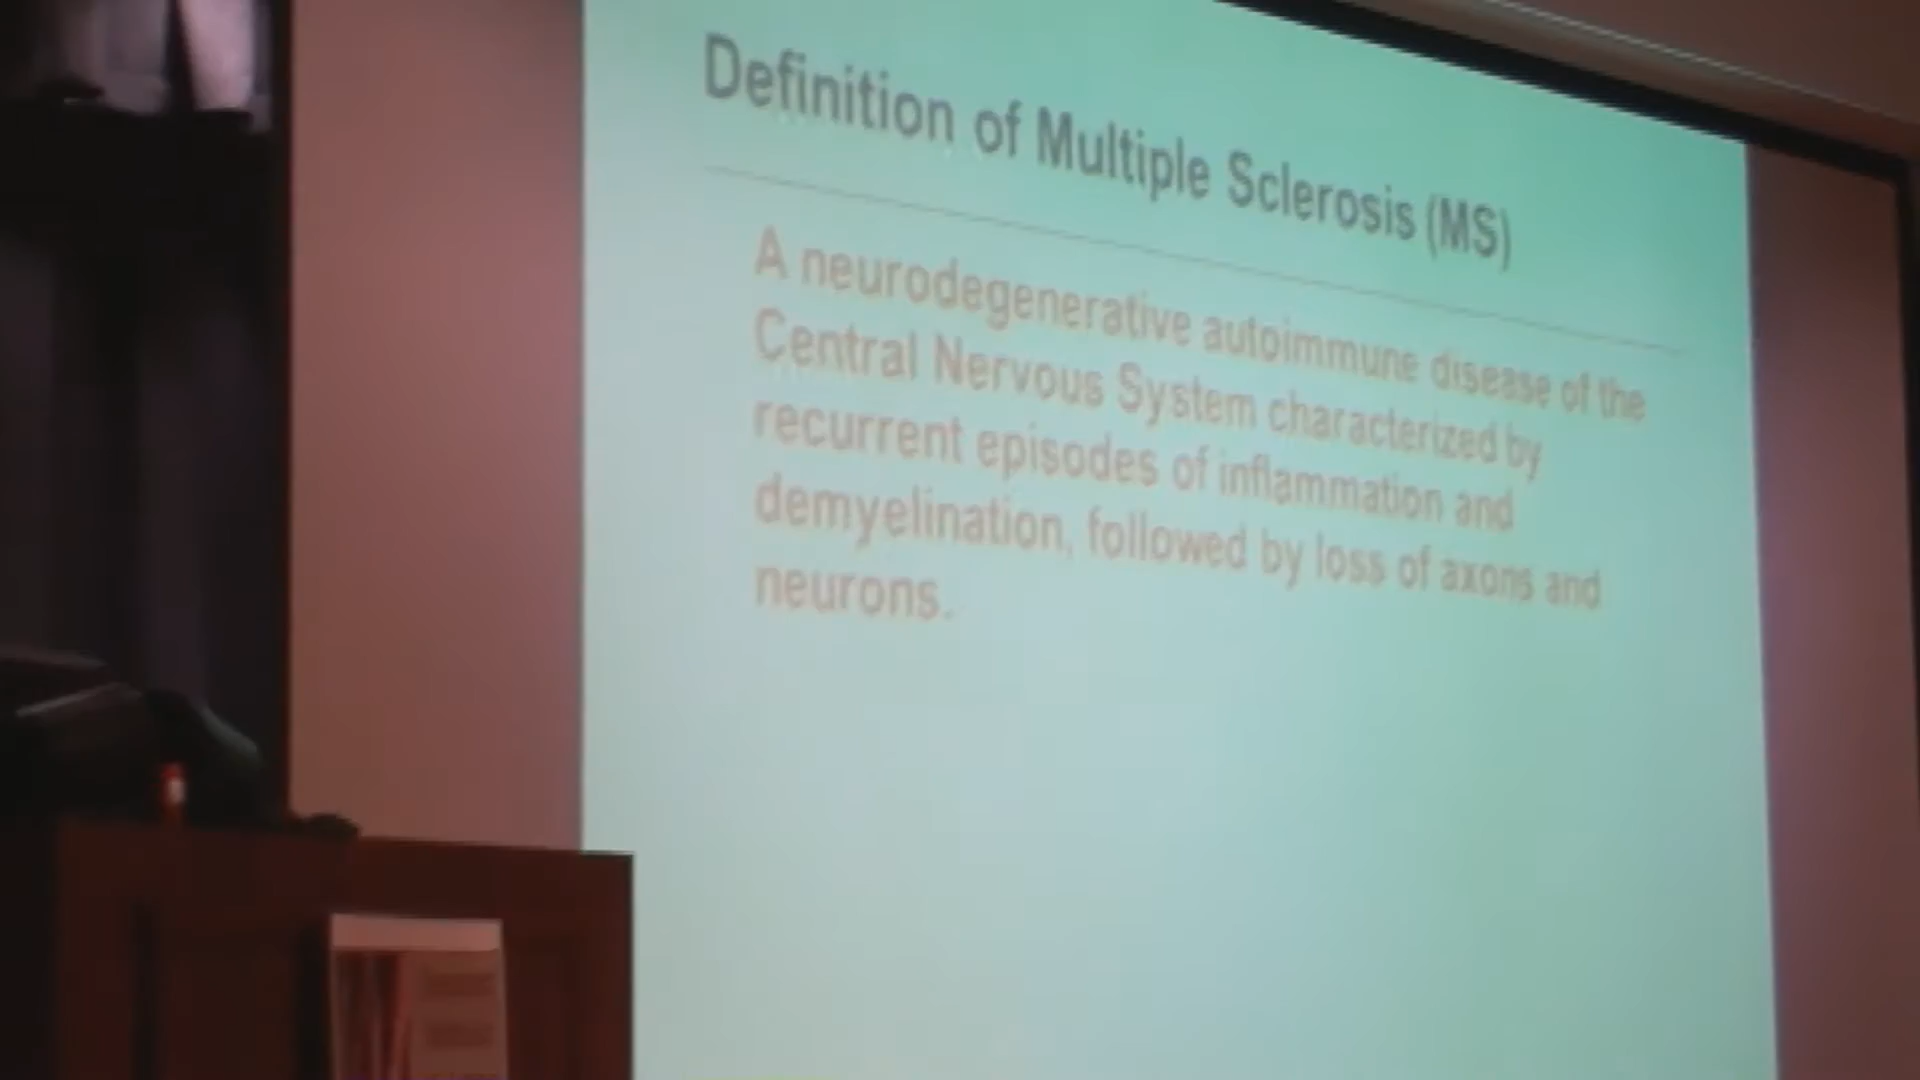 Definition of Multiple Sclerosis (MS)
A neurodegenerative autoimmune disease of the
Central Nervous System characterized by
recurrent episodes of inflammation and
demyelination, followed by loss of axons and
neurons.